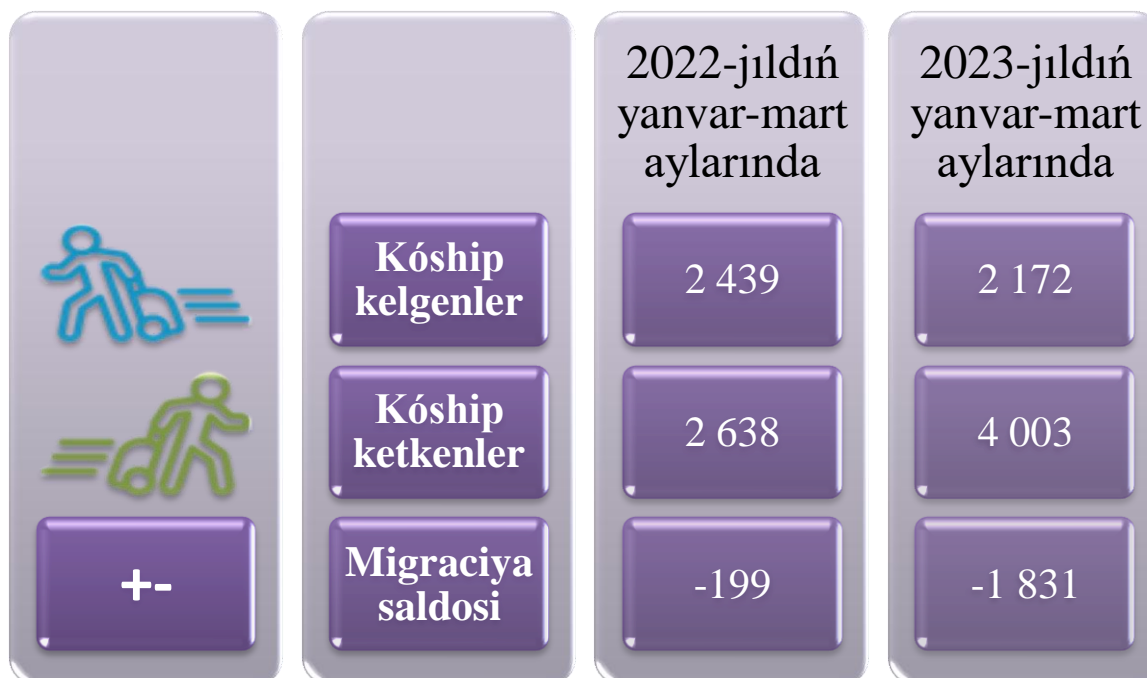 2022-jıldıń
yanvar-mart
aylarında
2023-jıldıń
yanvar-mart
aylarında
Kóship
kelgenler
2 439
2 172
Kóship
ketkenler
2 638
4 003
+-
Migraciya
saldosi
-199
-1 831